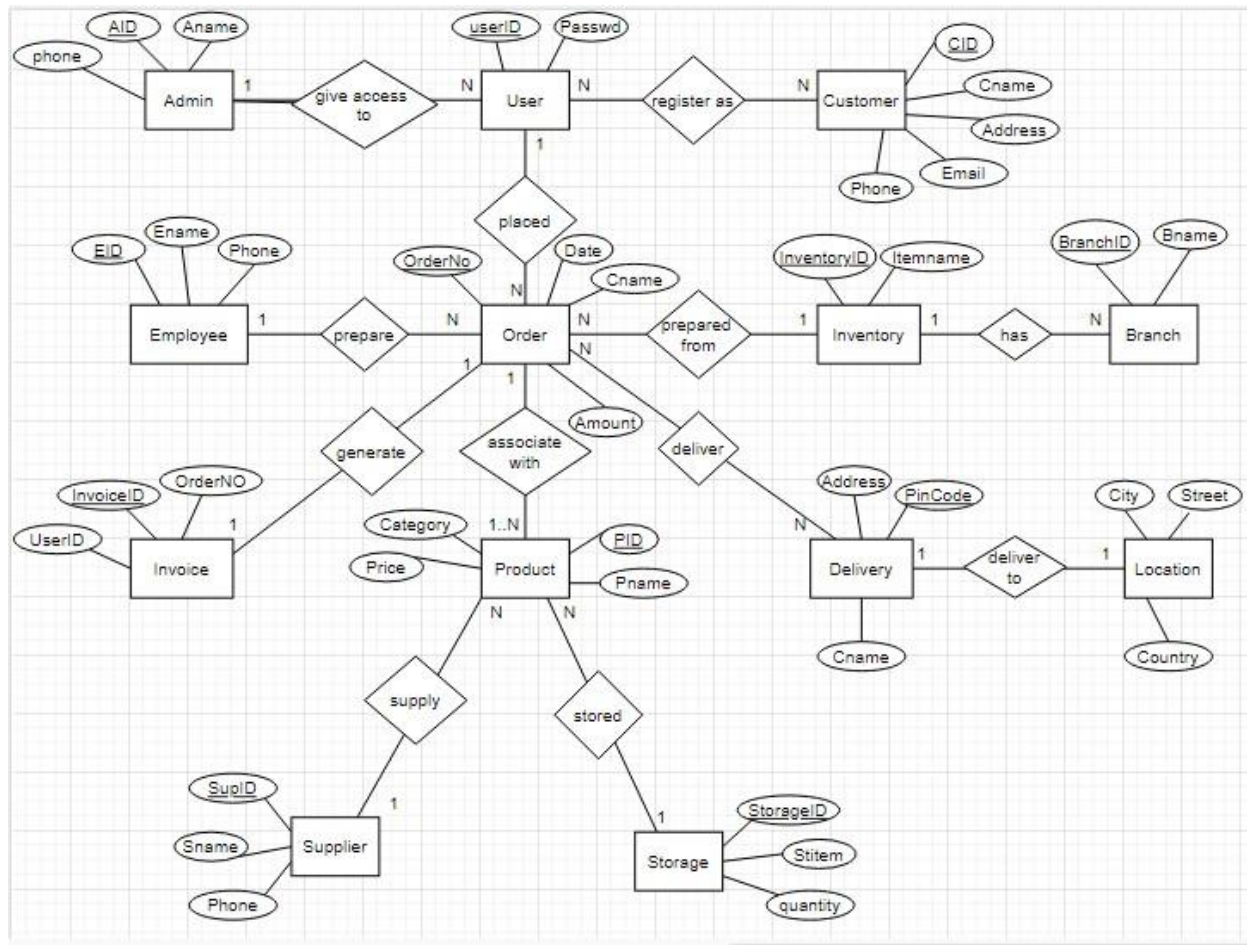 AID
Aname
userID
Passwd
CID
phone
Admin
1
give access
to
N
User
N
register as
N
Customer
Cname
Address
Email
Phone
1
placed
N
EID
Ename
Phone
OrderNo
Date
Cname
InventoryID
Itemname
BranchID
Bname
Employee
1
prepare
N
Order
N
prepared
from
1
Inventory
1
has
N
Branch
1
1
N
Amount
generate
associate
with
deliver
InvoiceID
OrderNO
UserID
1
Invoice
Category
1..N
PID
Price
Product
Pname
Address
PinCode
N
Delivery
1
deliver
to
1
City
Street
Location
Cname
Country
N
N
supply
stored
SupID
1
Sname
Supplier
Phone
1
StorageID
Storage
Stitem
quantity